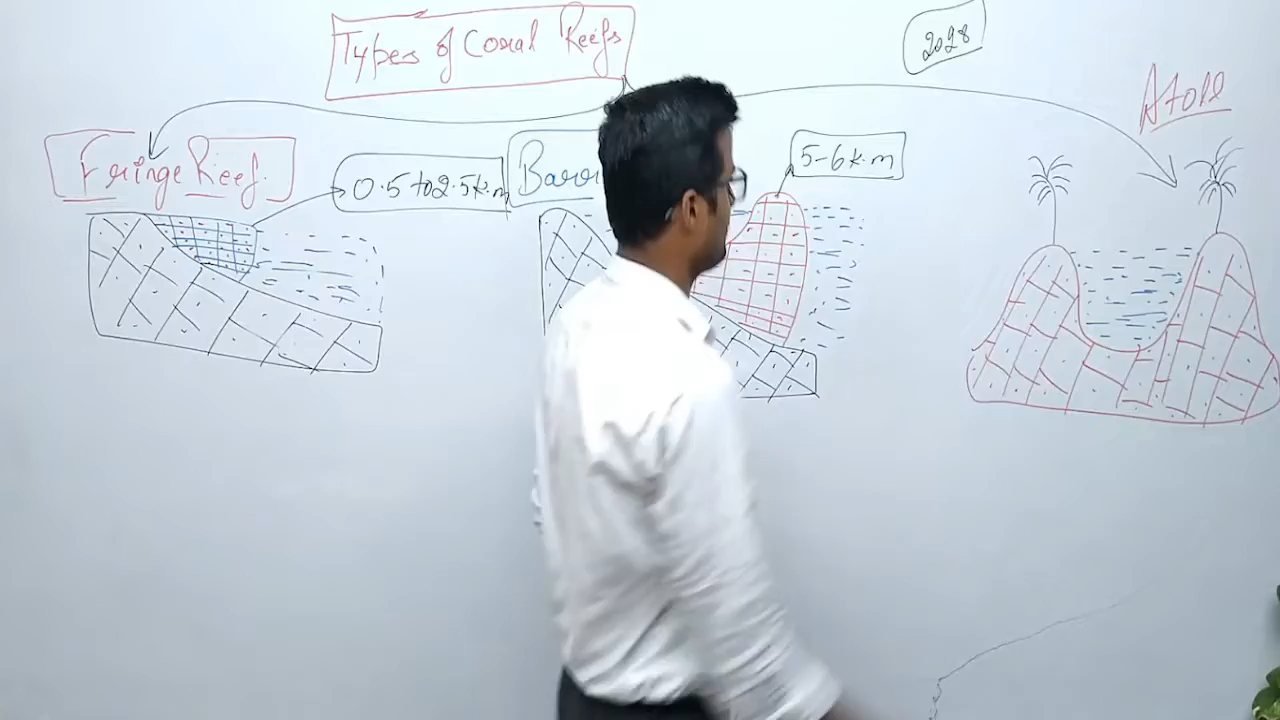 Types of Coral Reefs
2028
Atoll
Fringe Reef.
0.5 to 2.5 k.m
5-6 k.m